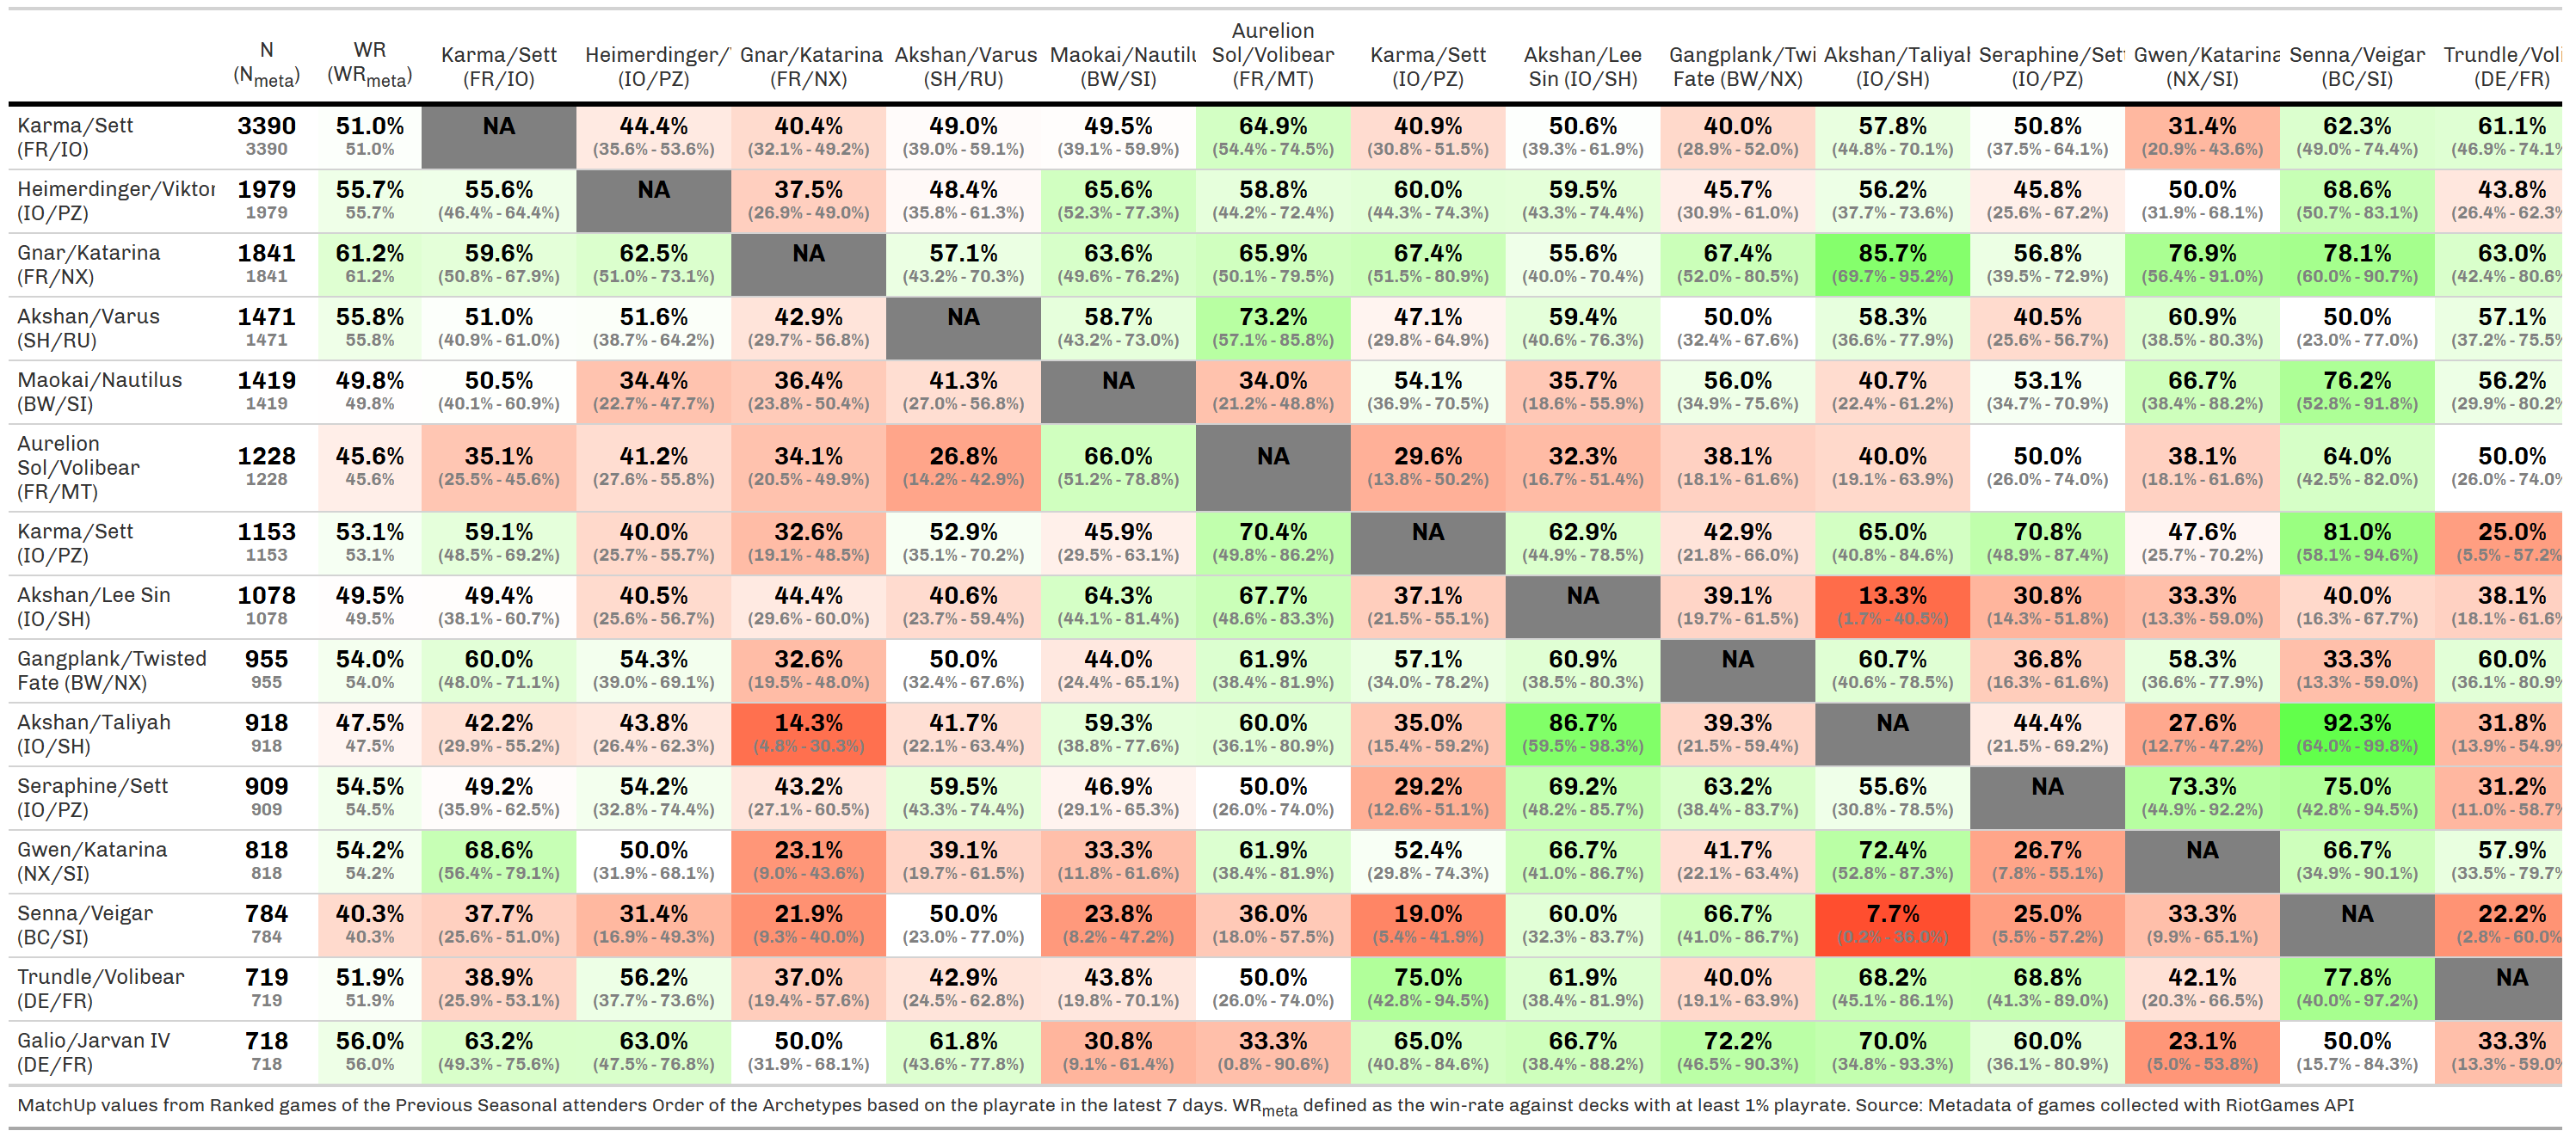 N (Nmeta) WR (WRmeta) Karma/Sett (FR/IO) Heimerdinger/ (IO/PZ) Gnar/Katarina (FR/NX) Akshan/Varus (SH/RU) Maokai/Nautilu (BW/SI) Aurelion Sol/Volibear (FR/MT) Karma/Sett (IO/PZ) Akshan/Lee Sin (IO/SH) Gangplank/Twi Fate (BW/NX) Akshan/Taliyah (IO/SH) Seraphine/Sett (IO/PZ) Gwen/Katarina (NX/SI) Senna/Veigar (BC/SI) Trundle/Voli (DE/FR)
Karma/Sett 3390 51.0% NA 44.4% 40.4% 49.0% 49.5% 64.9% 40.9% 50.6% 40.0% 57.8% 50.8% 31.4% 62.3% 61.1%
(FR/IO) 3390 51.0% (35.6% - 53.6%) (32.1% - 49.2%) (39.0% - 59.1%) (39.1% - 59.9%) (54.4% - 74.5%) (30.8% - 51.5%) (39.3% - 61.9%) (28.9% - 52.0%) (44.8% - 70.1%) (37.5% - 64.1%) (20.9% - 43.6%) (49.0% - 74.4%) (46.9% - 74.1%
Heimerdinger/Viktor 1979 55.7% 55.6% NA 37.5% 48.4% 65.6% 58.8% 60.0% 59.5% 45.7% 56.2% 45.8% 50.0% 68.6% 43.8%
(IO/PZ) 1979 55.7% (46.4% - 64.4%) (26.9% - 49.0%) (35.8% - 61.3%) (52.3% - 77.3%) (44.2% - 72.4%) (44.3% - 74.3%) (43.3% - 74.4%) (30.9% - 61.0%) (37.7% - 73.6%) (25.6% - 67.2%) (31.9% - 68.1%) (50.7% - 83.1%) (26.4% - 62.3%
Gnar/Katarina 1841 61.2% 59.6% 62.5% NA 57.1% 63.6% 65.9% 67.4% 55.6% 67.4% 85.7% 56.8% 76.9% 78.1% 63.0%
(FR/NX) 1841 61.2% (50.8% - 67.9%) (51.0% - 73.1%) (43.2% - 70.3%) (49.6% - 76.2%) (50.1% - 79.5%) (51.5% - 80.9%) (40.0% - 70.4%) (52.0% - 80.5%) (69.7% - 95.2%) (39.5% - 72.9%) (56.4% - 91.0%) (60.0% - 90.7%) (42.4% - 80.6%
Akshan/Varus 1471 55.8% 51.0% 51.6% 42.9% NA 58.7% 73.2% 47.1% 59.4% 50.0% 58.3% 40.5% 60.9% 50.0% 57.1%
(SH/RU) 1471 55.8% (40.9% - 61.0%) (38.7% - 64.2%) (29.7% - 56.8%) (43.2% - 73.0%) (57.1% - 85.8%) (29.8% - 64.9%) (40.6% - 76.3%) (32.4% - 67.6%) (36.6% - 77.9%) (25.6% - 56.7%) (38.5% - 80.3%) (23.0% - 77.0%) (37.2% - 75.5%
Maokai/Nautilus 1419 49.8% 50.5% 34.4% 36.4% 41.3% NA 34.0% 54.1% 35.7% 56.0% 40.7% 53.1% 66.7% 76.2% 56.2%
(BW/SI) 1419 49.8% (40.1% - 60.9%) (22.7% - 47.7%) (23.8% - 50.4%) (27.0% - 56.8%) (21.2% - 48.8%) (36.9% - 70.5%) (18.6% - 55.9%) (34.9% - 75.6%) (22.4% - 61.2%) (34.7% - 70.9%) (38.4% - 88.2%) (52.8% - 91.8%) (29.9% - 80.2%
Aurelion
Sol/Volibear 1228 45.6% 35.1% 41.2% 34.1% 26.8% 66.0% NA 29.6% 32.3% 38.1% 40.0% 50.0% 38.1% 64.0% 50.0%
(FR/MT) 1228 45.6% (25.5% - 45.6%) (27.6% - 55.8%) (20.5% - 49.9%) (14.2% - 42.9%) (51.2% - 78.8%) (13.8% - 50.2%) (16.7% - 51.4%) (18.1% - 61.6%) (19.1% - 63.9%) (26.0% - 74.0%) (18.1% - 61.6%) (42.5% - 82.0%) (26.0% - 74.0%
Karma/Sett 1153 53.1% 59.1% 40.0% 32.6% 52.9% 45.9% 70.4% NA 62.9% 42.9% 65.0% 70.8% 47.6% 81.0% 25.0%
(IO/PZ) 1153 53.1% (48.5% - 69.2%) (25.7% - 55.7%) (19.1% - 48.5%) (35.1% - 70.2%) (29.5% - 63.1%) (49.8% - 86.2%) (44.9% - 78.5%) (21.8% - 66.0%) (40.8% - 84.6%) (48.9% - 87.4%) (25.7% - 70.2%) (58.1% - 94.6%) (5.5% - 57.2%
Akshan/Lee Sin 1078 49.5% 49.4% 40.5% 44.4% 40.6% 64.3% 67.7% 37.1% NA 39.1% 13.3% 30.8% 33.3% 40.0% 38.1%
(IO/SH) 1078 49.5% (38.1% - 60.7%) (25.6% - 56.7%) (29.6% - 60.0%) (23.7% - 59.4%) (44.1% - 81.4%) (48.6% - 83.3%) (21.5% - 55.1%) (19.7% - 61.5%) (1.7% - 40.5%) (14.3% - 51.8%) (13.3% - 59.0%) (16.3% - 67.7%) (18.1% - 61.6%
Gangplank/Twisted 955 54.0% 60.0% 54.3% 32.6% 50.0% 44.0% 61.9% 57.1% 60.9% NA 60.7% 36.8% 58.3% 33.3% 60.0%
Fate (BW/NX) 955 54.0% (48.0% - 71.1%) (39.0% - 69.1%) (19.5% - 48.0%) (32.4% - 67.6%) (24.4% - 65.1%) (38.4% - 81.9%) (34.0% - 78.2%) (38.5% - 80.3%) (40.6% - 78.5%) (16.3% - 61.6%) (36.6% - 77.9%) (13.3% - 59.0%) (36.1% - 80.9%
Akshan/Taliyah 918 47.5% 42.2% 43.8% 14.3% 41.7% 59.3% 60.0% 35.0% 86.7% 39.3% NA 44.4% 27.6% 92.3% 31.8%
(IO/SH) 918 47.5% (29.9% - 55.2%) (26.4% - 62.3%) (4.8% - 30.3%) (22.1% - 63.4%) (38.8% - 77.6%) (36.1% - 80.9%) (15.4% - 59.2%) (59.5% - 98.3%) (21.5% - 59.4%) (21.5% - 69.2%) (12.7% - 47.2%) (64.0% - 99.8%) (13.9% - 54.9%
Seraphine/Sett 909 54.5% 49.2% 54.2% 43.2% 59.5% 46.9% 50.0% 29.2% 69.2% 63.2% 55.6% NA 73.3% 75.0% 31.2%
(IO/PZ) 909 54.5% (35.9% - 62.5%) (32.8% - 74.4%) (27.1% - 60.5%) (43.3% - 74.4%) (29.1% - 65.3%) (26.0% - 74.0%) (12.6% - 51.1%) (48.2% - 85.7%) (38.4% - 83.7%) (30.8% - 78.5%) (44.9% - 92.2%) (42.8% - 94.5%) (11.0% - 58.7%
Gwen/Katarina 818 54.2% 68.6% 50.0% 23.1% 39.1% 33.3% 61.9% 52.4% 66.7% 41.7% 72.4% 26.7% NA 66.7% 57.9%
(NX/SI) 818 54.2% (56.4% - 79.1%) (31.9% - 68.1%) (9.0% - 43.6%) (19.7% - 61.5%) (11.8% - 61.6%) (38.4% - 81.9%) (29.8% - 74.3%) (41.0% - 86.7%) (22.1% - 63.4%) (52.8% - 87.3%) (7.8% - 55.1%) (34.9% - 90.1%) (33.5% - 79.7%
Senna/Veigar 784 40.3% 37.7% 31.4% 21.9% 50.0% 23.8% 36.0% 19.0% 60.0% 66.7% 7.7% 25.0% 33.3% NA 22.2%
(BC/SI) 784 40.3% (25.6% - 51.0%) (16.9% - 49.3%) (9.3% - 40.0%) (23.0% - 77.0%) (8.2% - 47.2%) (18.0% - 57.5%) (5.4% - 41.9%) (32.3% - 83.7%) (41.0% - 86.7%) (0.2% - 36.0%) (5.5% - 57.2%) (9.9% - 65.1%) (2.8% - 60.0%
Trundle/Volibear 719 51.9% 38.9% 56.2% 37.0% 42.9% 43.8% 50.0% 75.0% 61.9% 40.0% 68.2% 68.8% 42.1% 77.8% NA
(DE/FR) 719 51.9% (25.9% - 53.1%) (37.7% - 73.6%) (19.4% - 57.6%) (24.5% - 62.8%) (19.8% - 70.1%) (26.0% - 74.0%) (42.8% - 94.5%) (38.4% - 81.9%) (19.1% - 63.9%) (45.1% - 86.1%) (41.3% - 89.0%) (20.3% - 66.5%) (40.0% - 97.2%)
Galio/Jarvan IV 718 56.0% 63.2% 63.0% 50.0% 61.8% 30.8% 33.3% 65.0% 66.7% 72.2% 70.0% 60.0% 23.1% 50.0% 33.3%
(DE/FR) 718 56.0% (49.3% - 75.6%) (47.5% - 76.8%) (31.9% - 68.1%) (43.6% - 77.8%) (9.1% - 61.4%) (0.8% - 90.6%) (40.8% - 84.6%) (38.4% - 88.2%) (46.5% - 90.3%) (34.8% - 93.3%) (36.1% - 80.9%) (5.0% - 53.8%) (15.7% - 84.3%) (13.3% - 59.0%
MatchUp values from Ranked games of the Previous Seasonal attenders Order of the Archetypes based on the playrate in the latest 7 days. WRmeta defined as the win-rate against decks with at least 1% playrate. Source: Metadata of games collected with RiotGames API